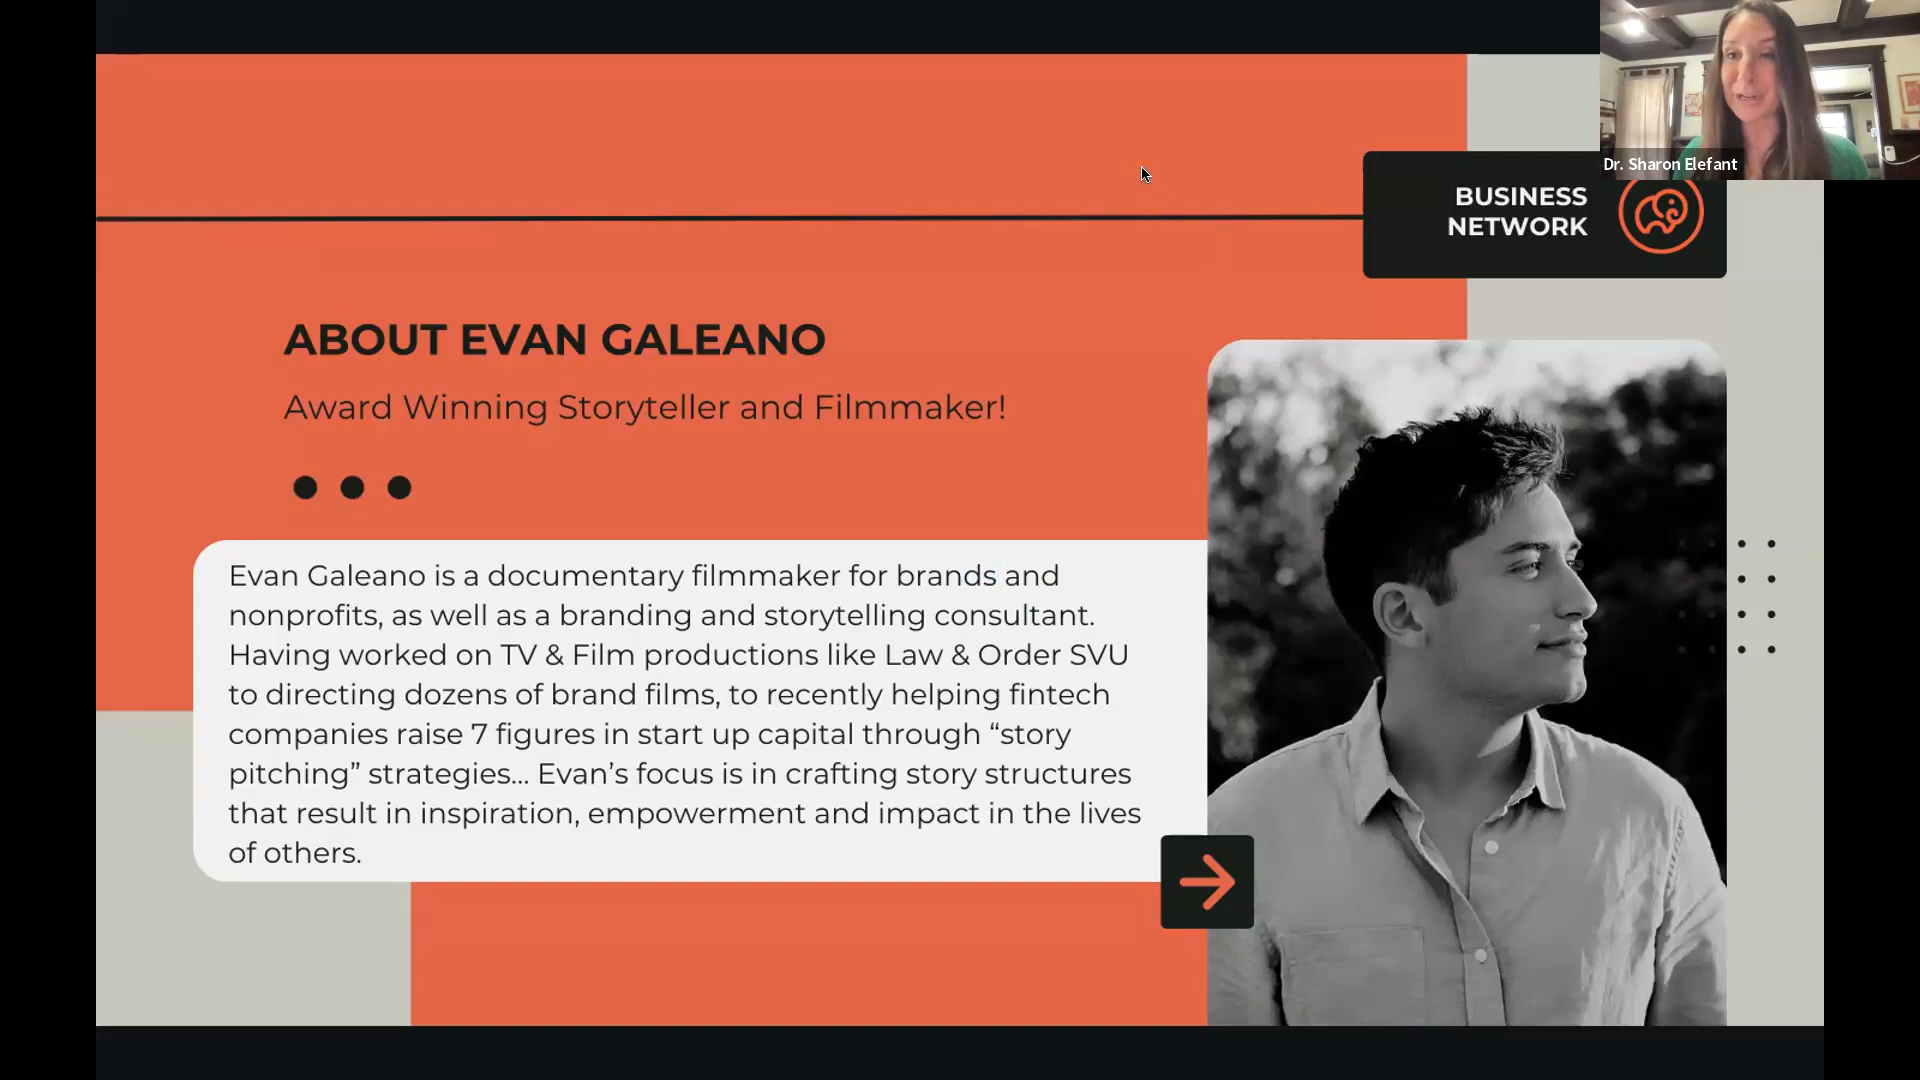 Dr. Sharon Elefant
BUSINESS
NETWORK
ABOUT EVAN GALEANO
Award Winning Storyteller and Filmmaker!
Evan Galeano is a documentary filmmaker for brands and
nonprofits, as well as a branding and storytelling consultant.
Having worked on TV & Film productions like Law & Order SVU
to directing dozens of brand films, to recently helping fintech
companies raise 7 figures in start up capital through “story
pitching” strategies... Evan’s focus is in crafting story structures
that result in inspiration, empowerment and impact in the lives
of others.